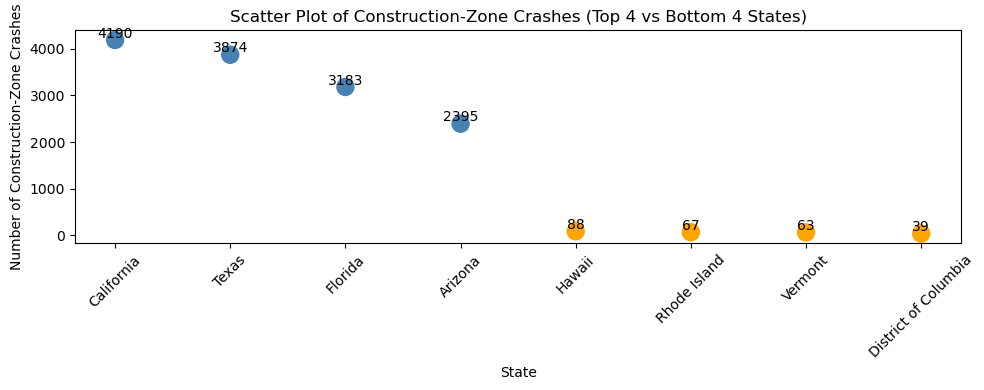 Scatter Plot of Construction-Zone Crashes (Top 4 vs Bottom 4 States)
Number of Construction-Zone Crashes
4000
3000
2000
1000
0
4190
3874
3183
2395
88
67
63
39
California
Texas
Florida
Arizona
Hawaii
Rhode Island
Vermont
District of Columbia
State